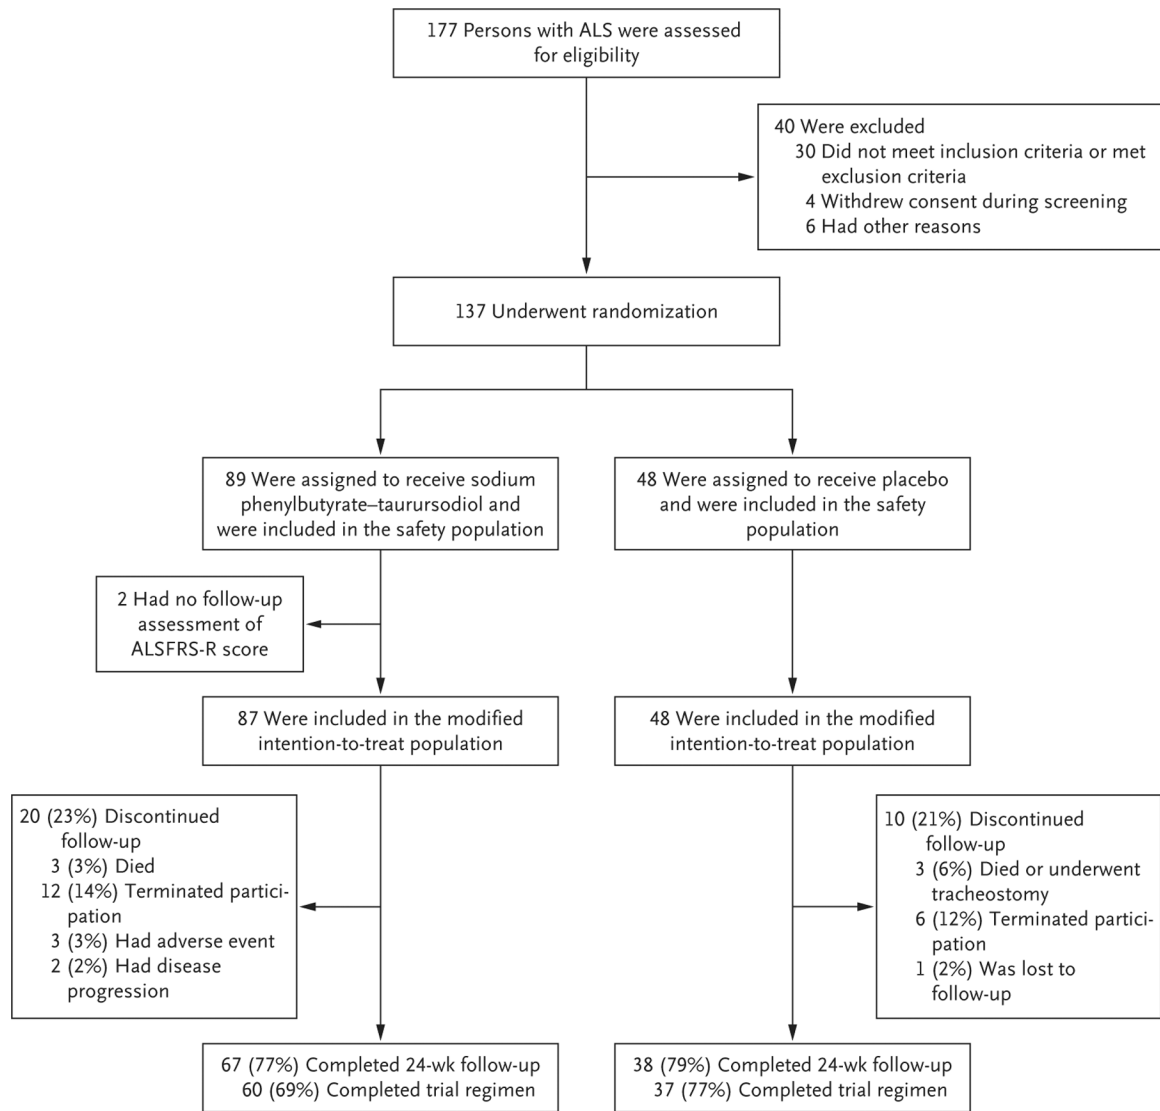 177 Persons with ALS were assessed
for eligibility
40 Were excluded
30 Did not meet inclusion criteria or met
exclusion criteria
4 Withdrew consent during screening
6 Had other reasons
137 Underwent randomization
89 Were assigned to receive sodium
phenylbutyrate–taurursodiol and
were included in the safety population
48 Were assigned to receive placebo
and were included in the safety
population
2 Had no follow-up
assessment of
ALSFRS-R score
87 Were included in the modified
intention-to-treat population
48 Were included in the modified
intention-to-treat population
20 (23%) Discontinued
follow-up
3 (3%) Died
12 (14%) Terminated partici-
pation
3 (3%) Had adverse event
2 (2%) Had disease
progression
10 (21%) Discontinued
follow-up
3 (6%) Died or underwent
tracheostomy
6 (12%) Terminated partici-
pation
1 (2%) Was lost to
follow-up
67 (77%) Completed 24-wk follow-up
60 (69%) Completed trial regimen
38 (79%) Completed 24-wk follow-up
37 (77%) Completed trial regimen